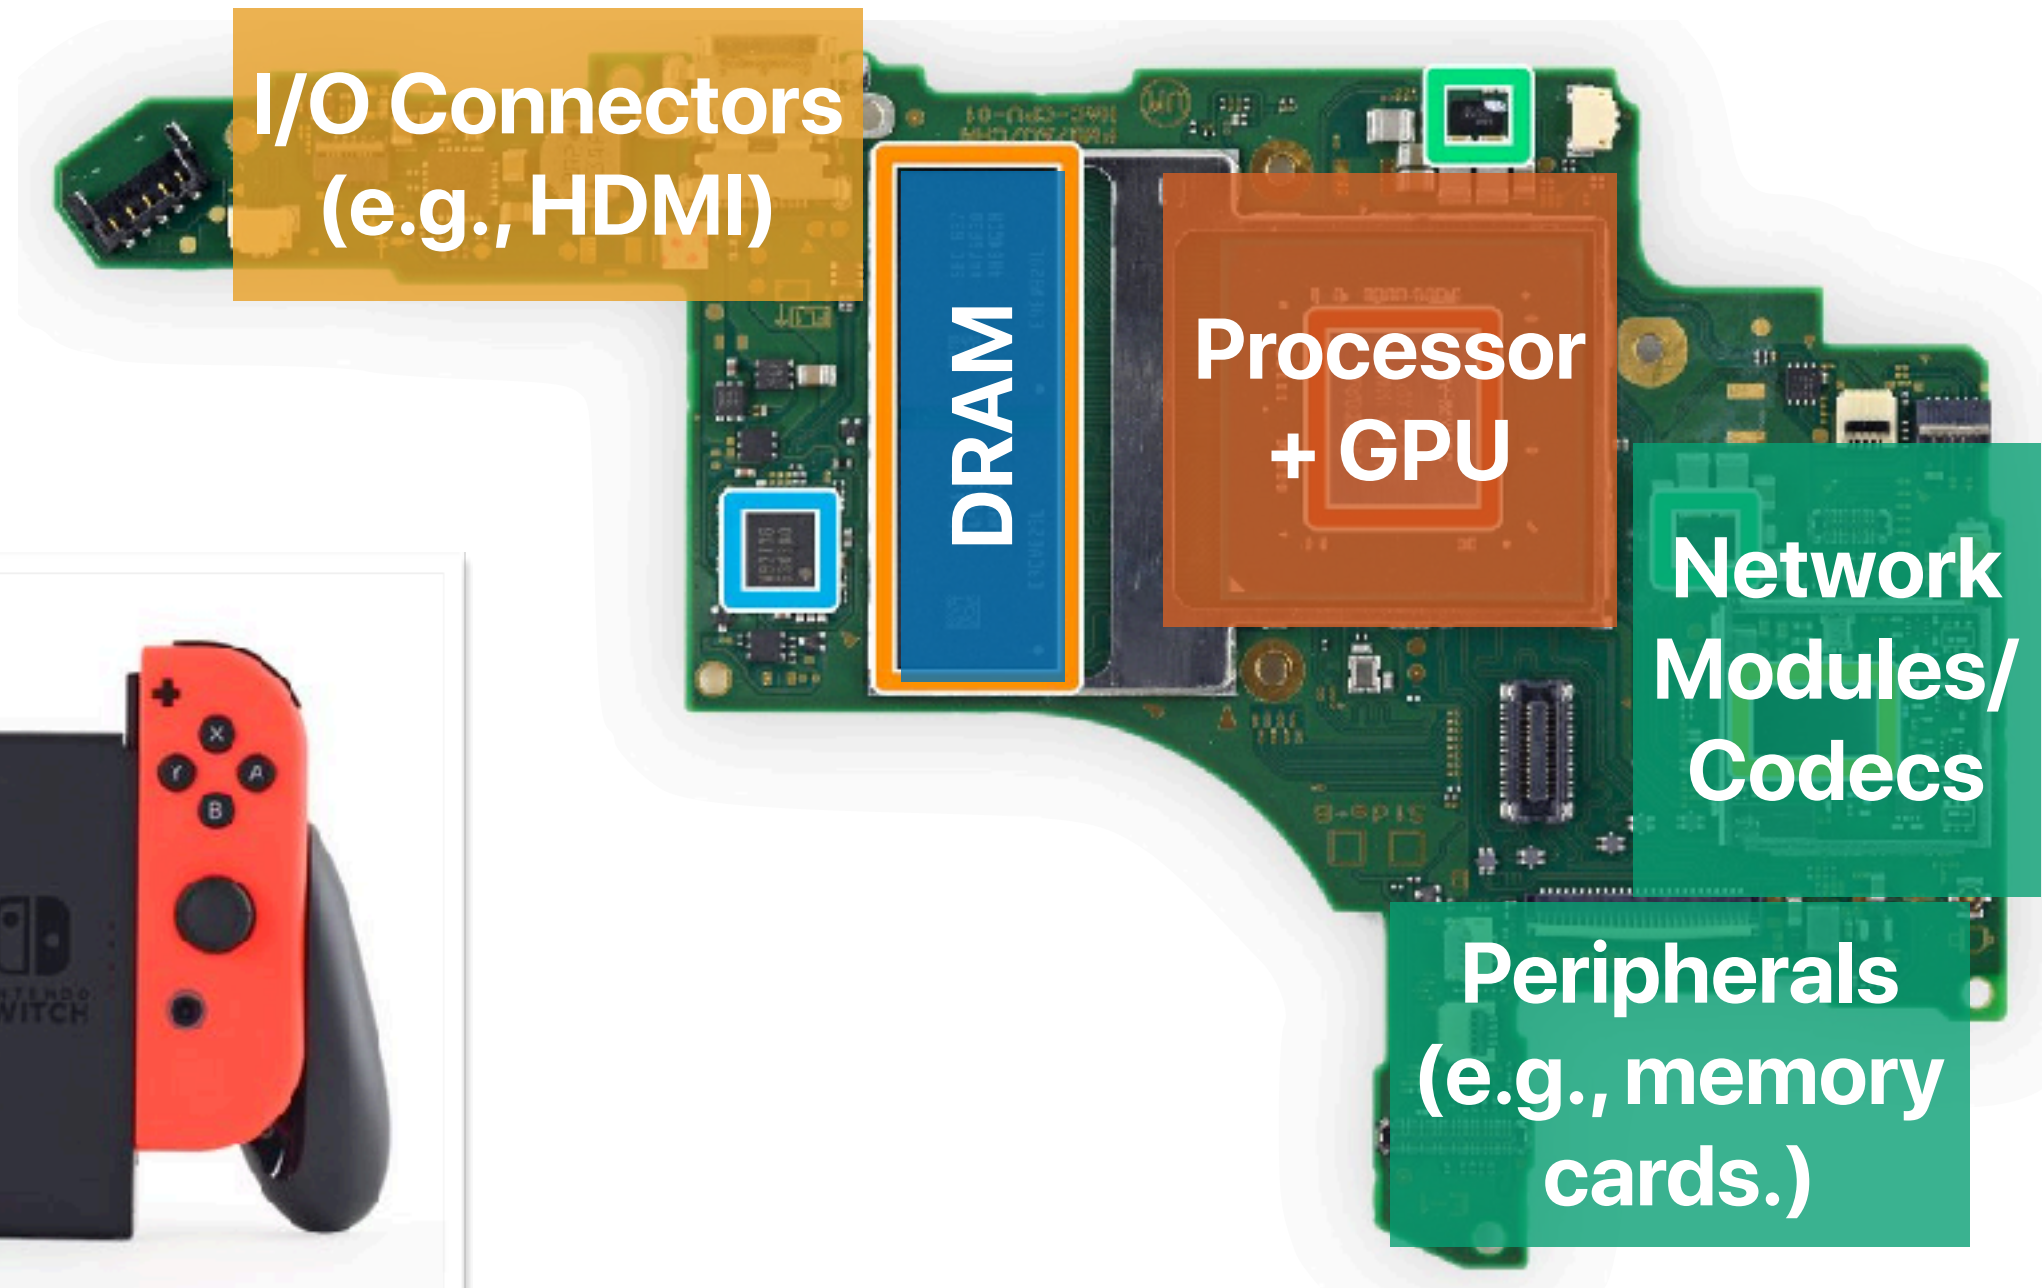 I/O Connectors
(e.g., HDMI)
DRAM
Processor
+ GPU
Network
Modules/
Codecs
Peripherals
(e.g., memory
cards.)
X
Y
A
B